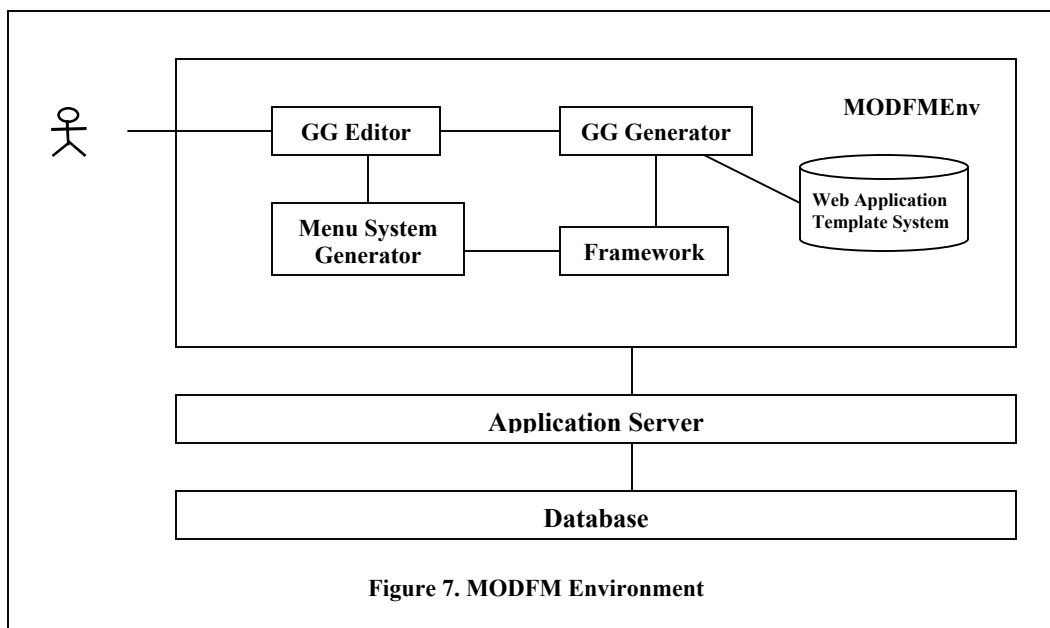 MODFMEnv
GG Editor
GG Generator
Web Application
Template System
Menu System
Generator
Framework
Application Server
Database
Figure 7. MODFM Environment